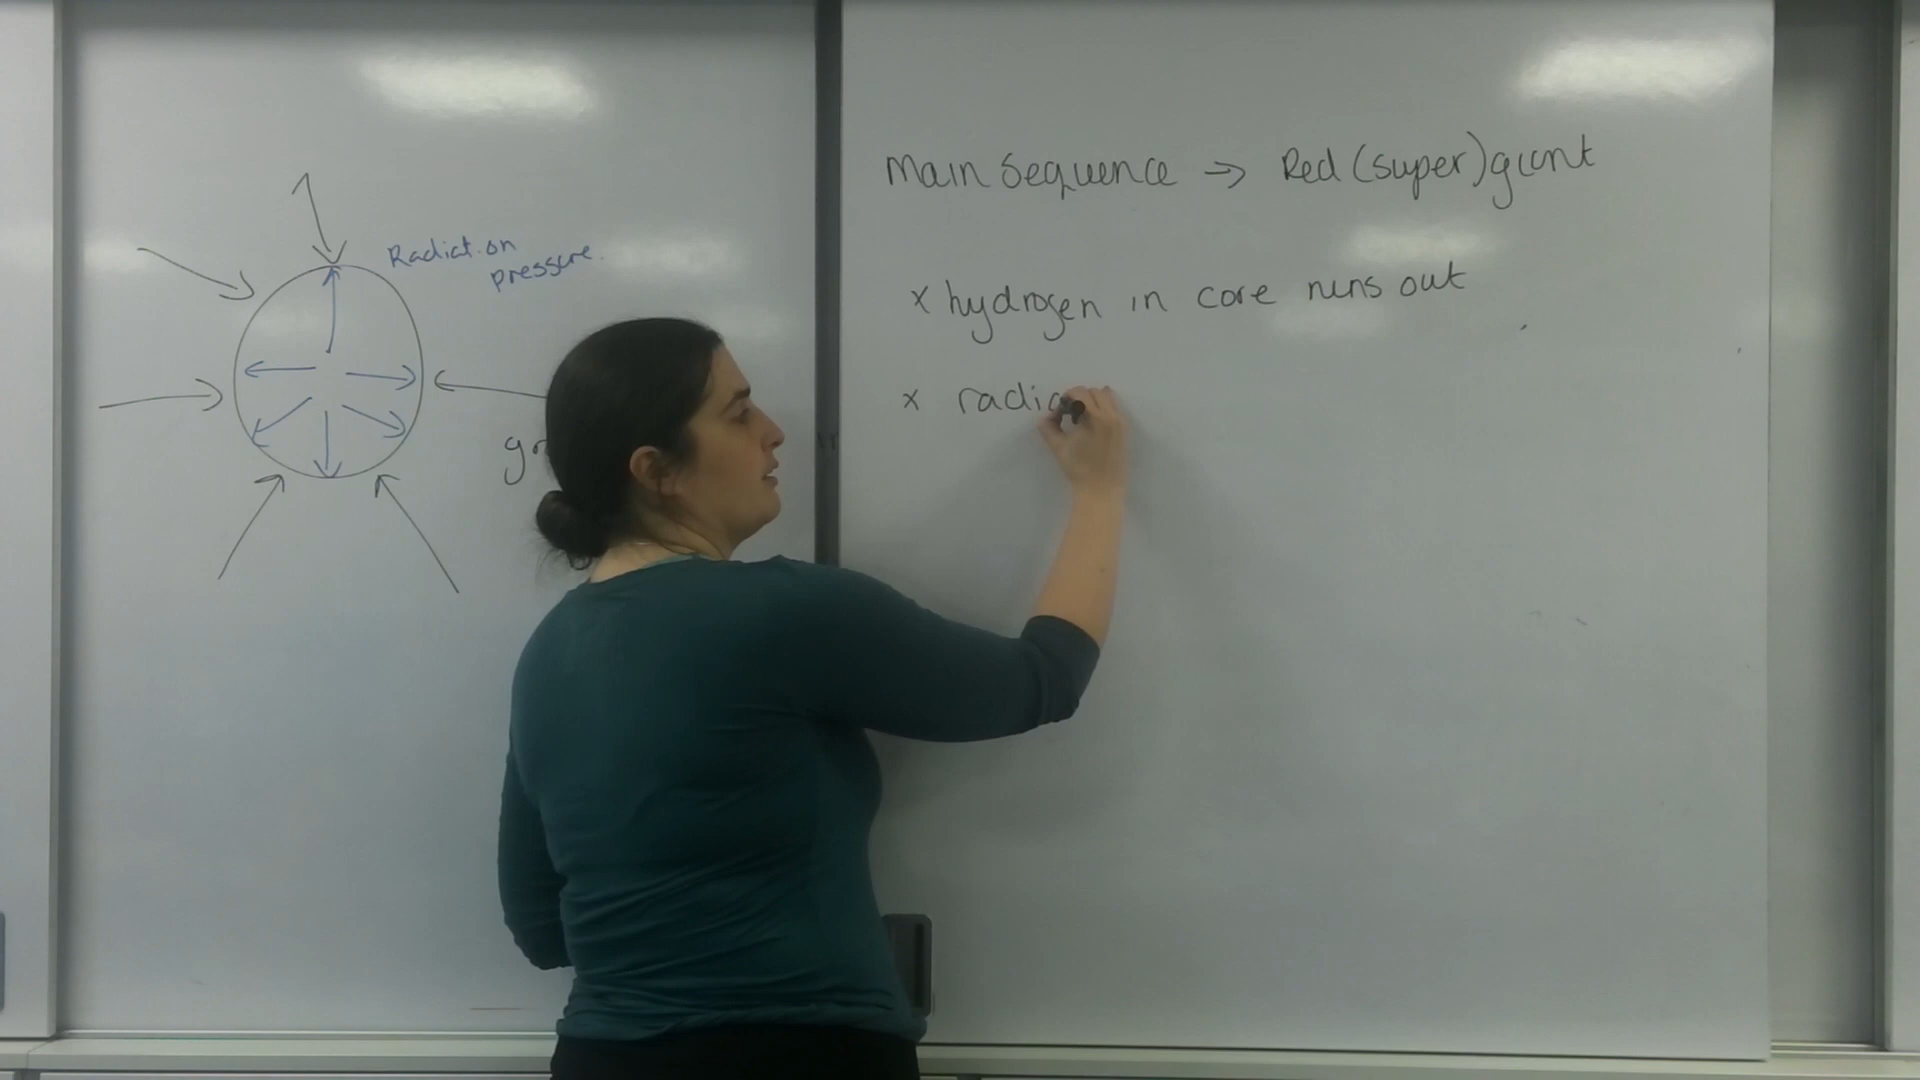 Radiation
pressure.
Main Sequence → Red (super)giant
x hydrogen in core runs out
x radia